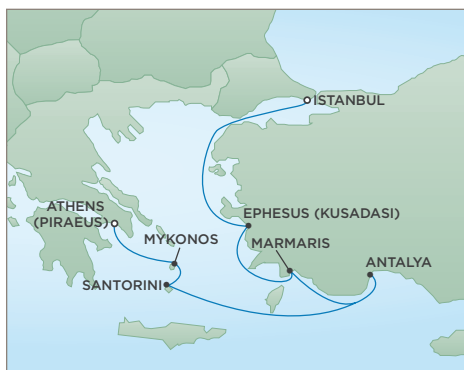 ISTANBUL
ATHENS
(PIRAEUS)
EPHESUS (KUSADASI)
MYKONOS
MARMARIS
ANTALYA
SANTORINI